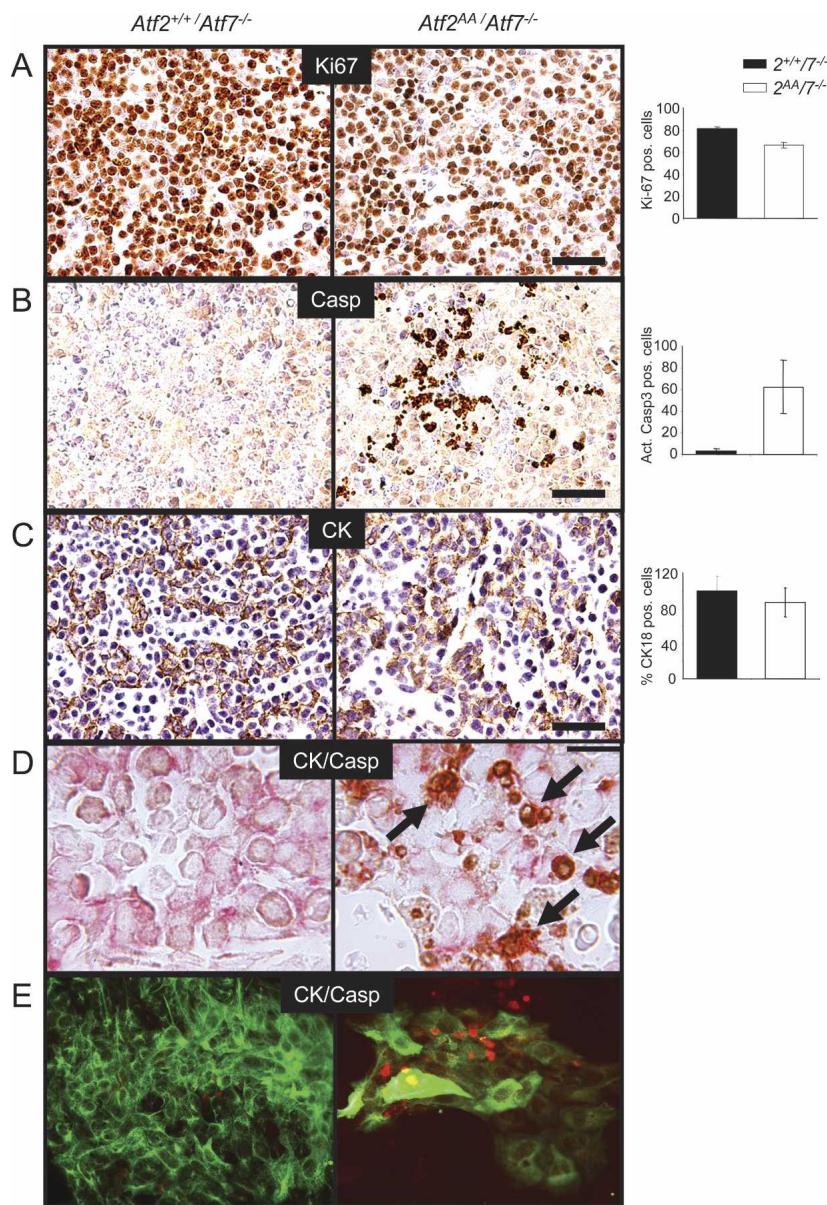 Atf2+/+/Atf7-/-
Atf2AA/Atf7-/-
A
Ki67
2+/+/7-/-
2AA/7-/-
Ki-67 pos. cells
100
80
60
40
20
0
B
Casp
Act. Casp3 pos. cells
100
80
60
40
20
0
C
CK
% CK18 pos. cells
120
80
40
0
D
CK/Casp
E
CK/Casp